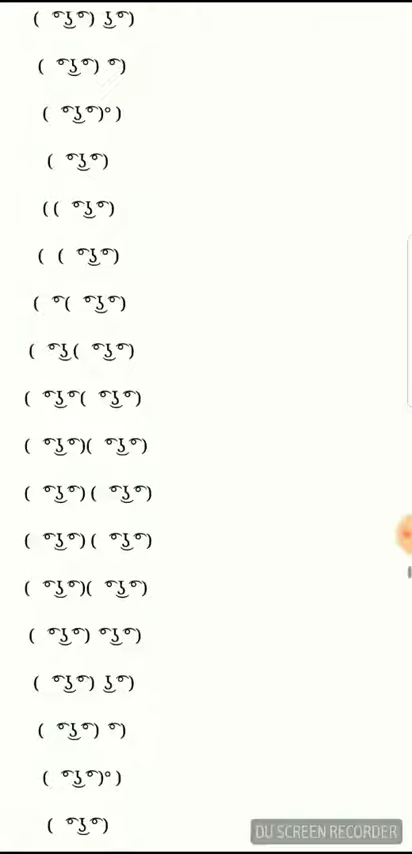 ( ͡° ͜ʖ ͡°) ͜ʖ ͡°)
( ͡° ͜ʖ ͡°) ͡°)
( ͡° ͜ʖ ͡°)° )
( ͡° ͜ʖ ͡°)
(( ͡° ͜ʖ ͡°)
( ( ͡° ͜ʖ ͡°)
( ͡°( ͡° ͜ʖ ͡°)
( ͡° ͜ʖ( ͡° ͜ʖ ͡°)
( ͡° ͜ʖ ͡°( ͡° ͜ʖ ͡°)
( ͡° ͜ʖ ͡°)( ͡° ͜ʖ ͡°)
( ͡° ͜ʖ ͡°) ( ͡° ͜ʖ ͡°)
( ͡° ͜ʖ ͡°) ( ͡° ͜ʖ ͡°)
( ͡° ͜ʖ ͡°)( ͡° ͜ʖ ͡°)
( ͡° ͜ʖ ͡°) ͡° ͜ʖ ͡°)
( ͡° ͜ʖ ͡°) ͜ʖ ͡°)
( ͡° ͜ʖ ͡°) ͡°)
( ͡° ͜ʖ ͡°)° )
( ͡° ͜ʖ ͡°)
DU SCREEN RECORDER